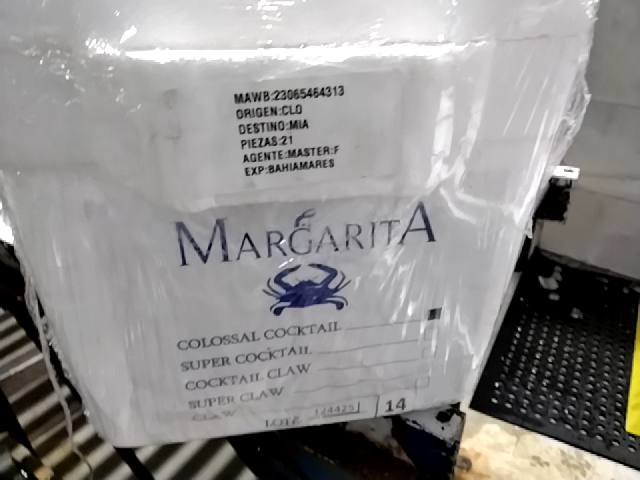 MAWB:23065464313
ORIGEN:CLO
DESTINO:MIA
PIEZAS:21
AGENTE:MASTER:F
EXP:BAHIAMARES
MARGARITA
COLOSSAL COCKTAIL
SUPER COCKTAIL
COCKTAIL CLAW
SUPER CLAW
CLAW
14